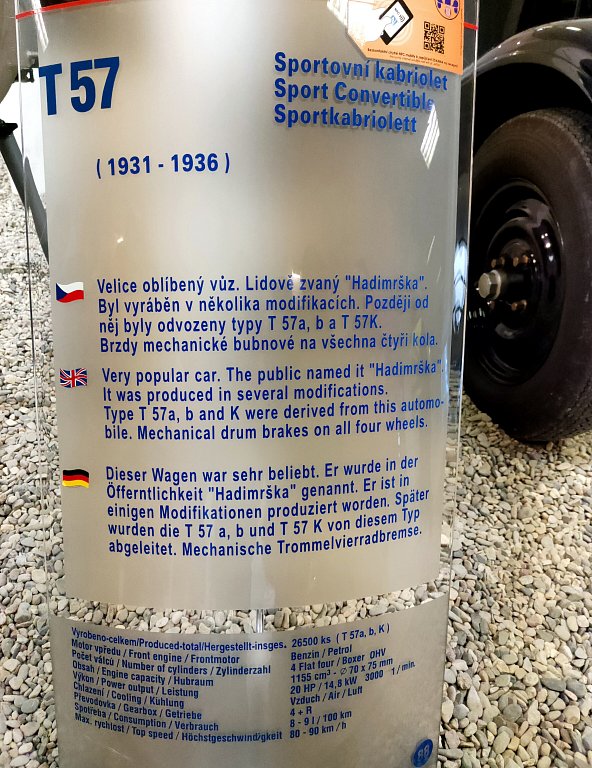 T 57
Sportovní kabriolet
Sport Convertible
Sportkabriolett
( 1931 - 1936 )
Velice oblíbený vůz. Lidově zvaný "Hadimrška".
Byl vyráběn v několika modifikacích. Později od
něj byly odvozeny typy T 57a, b a T 57K.
Brzdy mechanické bubnové na všechna čtyři kola.
Very popular car. The public named it "Hadimrška".
It was produced in several modifications.
Type T 57a, b and K were derived from this automo-
bile. Mechanical drum brakes on all four wheels.
Dieser Wagen war sehr beliebt. Er wurde in der
Öffentlichkeit "Hadimrška" genannt. Er ist in
einigen Modifikationen produziert worden. Später
wurden die T 57 a, b und T 57 K von diesem Typ
abgeleitet. Mechanische Trommelvierradbremse.
Vyrobeno-celkem/Produced-total/Hergestellt-insges. 26500 ks ( T 57a, b, K )
Motor vpředu / Front engine / Frontmotor Benzin / Petrol
Počet válců / Number of cylinders / Zylinderzahl 4 Flat four / Boxer OHV
Obsah / Engine capacity / Hubraum 1155 cm³ - Ø 70 x 75 mm
Výkon / Power output / Leistung 20 HP / 14,8 kW 3000 1 / min.
Chlazení / Cooling / Kühlung Vzduch / Air / Luft
Převodovka / Gearbox / Getriebe 4 + R
Spotřeba / Consumption / Verbrauch 8 - 9 l / 100 km
Max. rychlost / Top speed / Höchstgeschwindigkeit 80 - 90 km / h